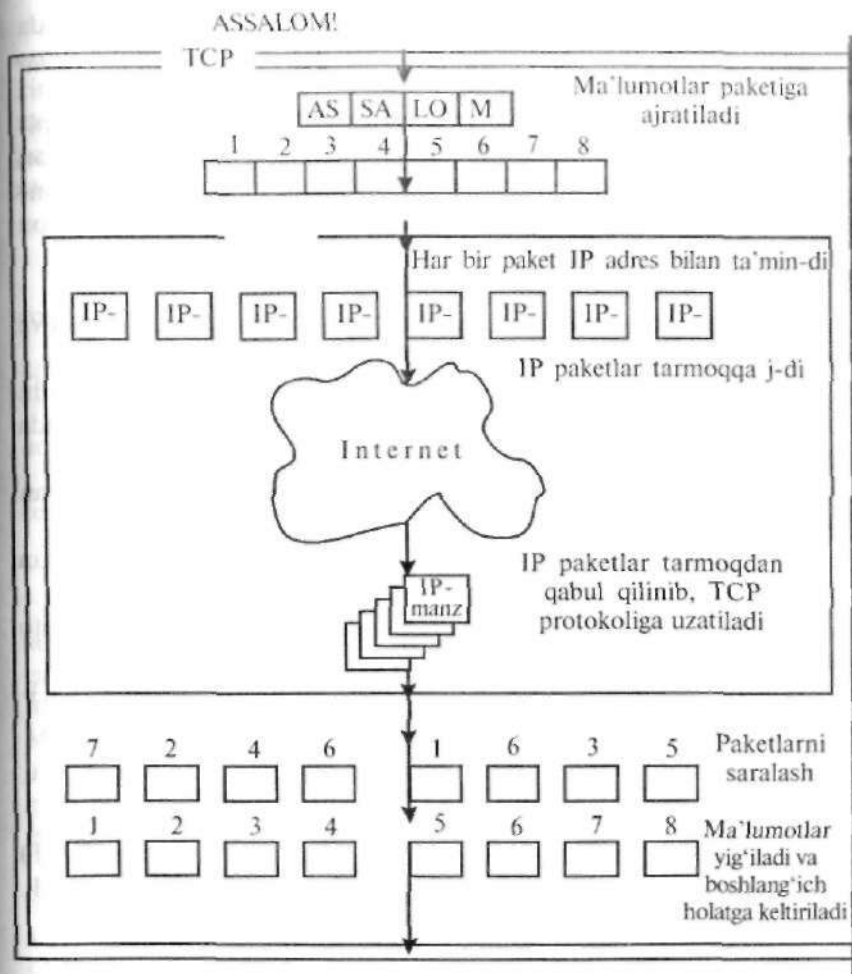 ASSALOM!
TCP
Ma'lumotlar paketiga
ajratiladi
AS SA LO M
1 2 3 4 5 6 7 8
Har bir paket IP adres bilan ta'min-di
IP- IP- IP- IP- IP- IP- IP- IP-
IP paketlar tarmoqqa j-di
Internet
IP paketlar tarmoqdan
qabul qilinib, TCP
protokoliga uzatiladi
IP-
manz
7 2 4 6 1 6 3 5
Paketlarni
saralash
1 2 3 4 5 6 7 8
Ma'lumotlar
yig‘iladi va
boshlang‘ich
holatga keltiriladi